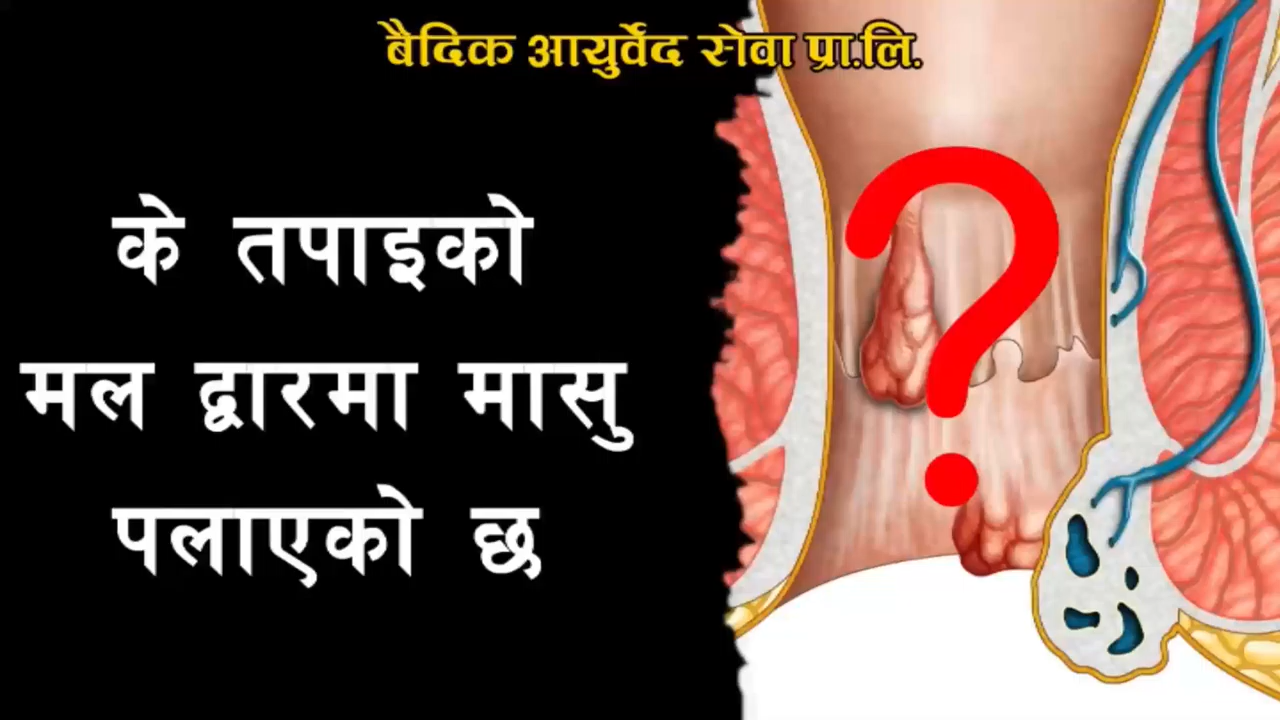 बैदिक आयुर्वेद सेवा प्रा.लि.
के तपाइको
मल द्वारमा मासु
पलाएको छ
?